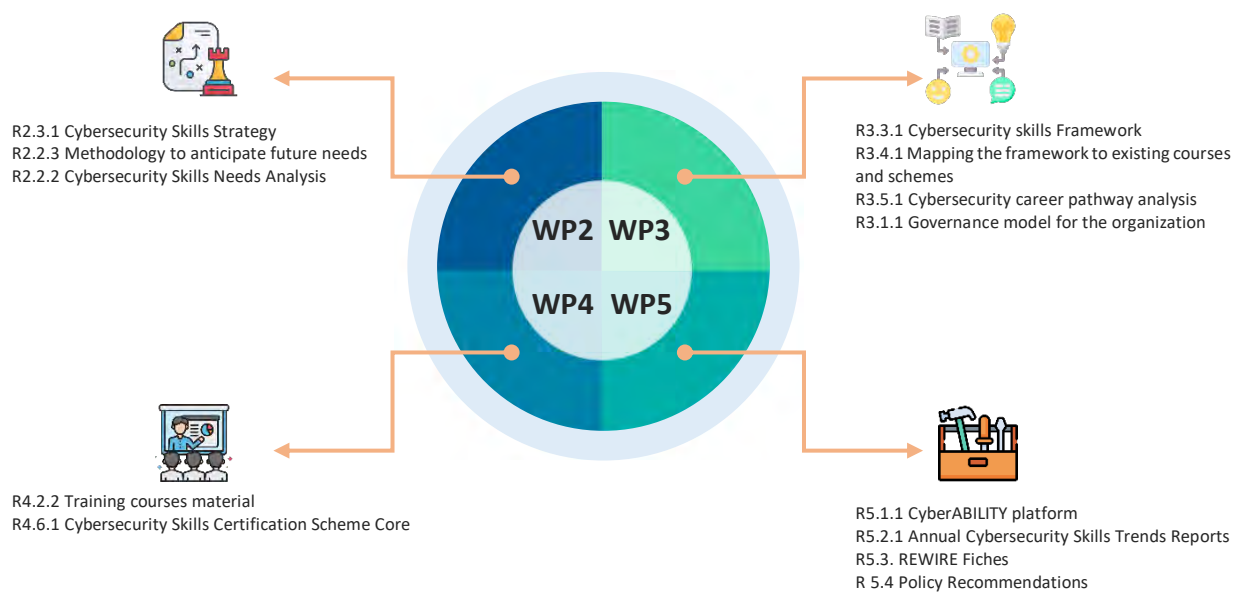 R2.3.1 Cybersecurity Skills Strategy
R2.2.3 Methodology to anticipate future needs
R2.2.2 Cybersecurity Skills Needs Analysis
R3.3.1 Cybersecurity skills Framework
R3.4.1 Mapping the framework to existing courses
and schemes
R3.5.1 Cybersecurity career pathway analysis
R3.1.1 Governance model for the organization
WP2 WP3
WP4 WP5
R4.2.2 Training courses material
R4.6.1 Cybersecurity Skills Certification Scheme Core
R5.1.1 CyberABILITY platform
R5.2.1 Annual Cybersecurity Skills Trends Reports
R5.3. REWIRE Fiches
R 5.4 Policy Recommendations